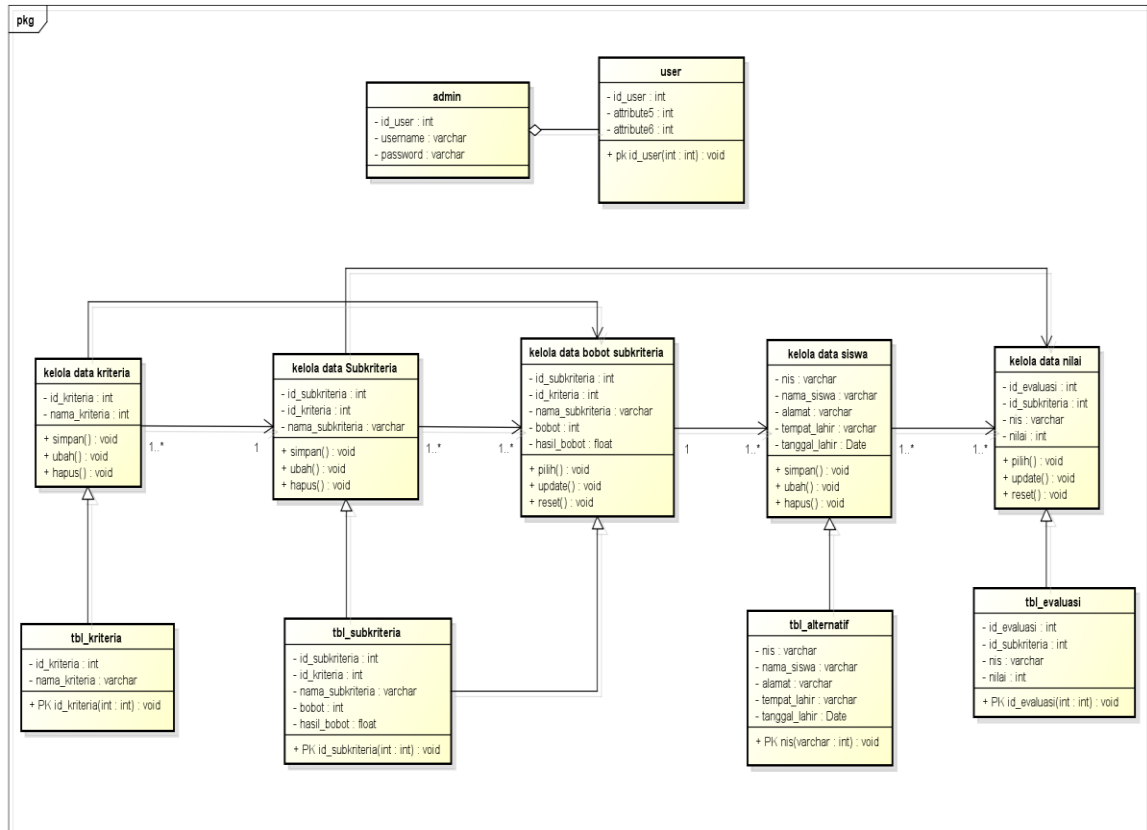 pkg
admin
- id_user : int
- username : varchar
- password : varchar
user
- id_user : int
- attribute5 : int
- attribute6 : int
+ pk id_user(int : int) : void
kelola data kriteria
- id_kriteria : int
- nama_kriteria : int
+ simpan() : void
+ ubah() : void
+ hapus() : void
1..*
1
kelola data Subkriteria
- id_subkriteria : int
- id_kriteria : int
- nama_subkriteria : varchar
+ simpan() : void
+ ubah() : void
+ hapus() : void
1..*
1..*
kelola data bobot subkriteria
- id_subkriteria : int
- id_kriteria : int
- nama_subkriteria : varchar
- bobot : int
- hasil_bobot : float
+ pilih() : void
+ update() : void
+ reset() : void
1
1..*
kelola data siswa
- nis : varchar
- nama_siswa : varchar
- alamat : varchar
- tempat_lahir : varchar
- tanggal_lahir : Date
+ simpan() : void
+ ubah() : void
+ hapus() : void
1..*
1..*
kelola data nilai
- id_evaluasi : int
- id_subkriteria : int
- nis : varchar
- nilai : int
+ pilih() : void
+ update() : void
+ reset() : void
tbl_kriteria
- id_kriteria : int
- nama_kriteria : varchar
+ PK id_kriteria(int : int) : void
tbl_subkriteria
- id_subkriteria : int
- id_kriteria : int
- nama_subkriteria : varchar
- bobot : int
- hasil_bobot : float
+ PK id_subkriteria(int : int) : void
tbl_alternatif
- nis : varchar
- nama_siswa : varchar
- alamat : varchar
- tempat_lahir : varchar
- tanggal_lahir : Date
+ PK nis(varchar : int) : void
tbl_evaluasi
- id_evaluasi : int
- id_subkriteria : int
- nis : varchar
- nilai : int
+ PK id_evaluasi(int : int) : void